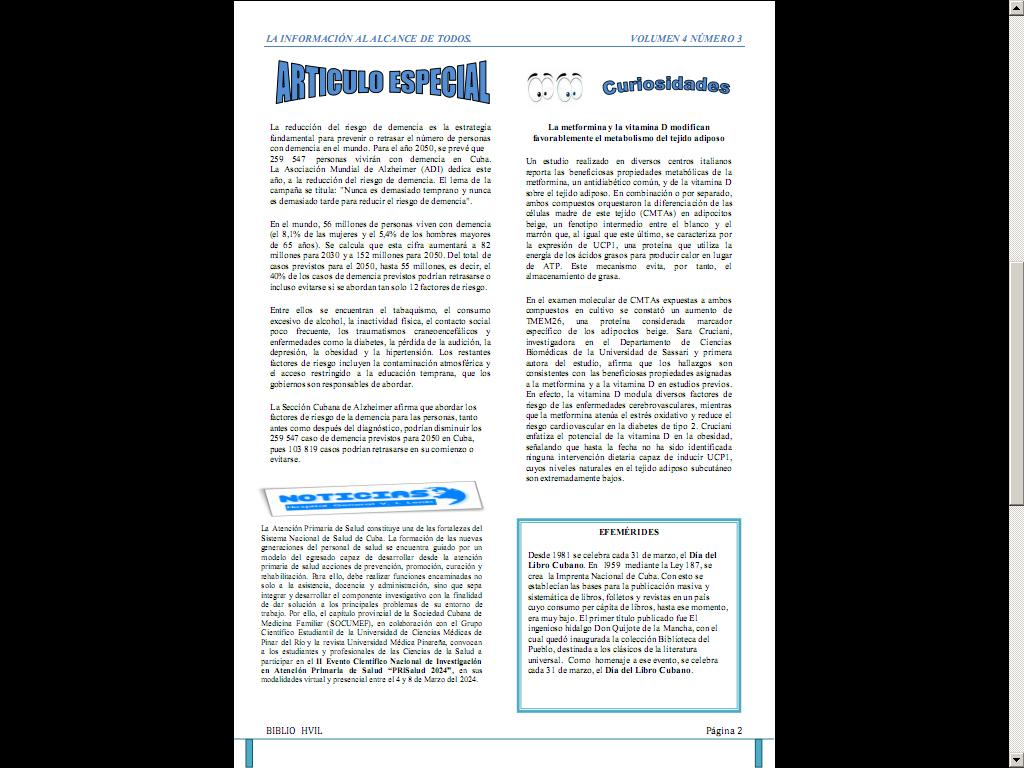 LA INFORMACIÓN AL ALCANCE DE TODOS.
VOLUMEN 4 NÚMERO 3
ARTICULO ESPECIAL
La reducción del riesgo de demencia es la estrategia
fundamental para prevenir o retrasar el número de personas
con demencia en el mundo. Para el año 2050, se prevé que
259 547 personas vivirán con demencia en Cuba.
La Asociación Mundial de Alzheimer (ADI) dedica este
año, a la reducción del riesgo de demencia. El lema de la
campaña se titula: "Nunca es demasiado temprano y nunca
es demasiado tarde para reducir el riesgo de demencia".
En el mundo, 56 millones de personas viven con demencia
(el 8,1% de las mujeres y el 5,4% de los hombres mayores
de 65 años). Se calcula que esta cifra aumentará a 82
millones para 2030 y a 152 millones para 2050. Del total de
casos previstos para el 2050, hasta 55 millones, es decir, el
40% de los casos de demencia previstos podrían retrasarse o
incluso evitarse si se abordan tan solo 12 factores de riesgo.
Entre ellos se encuentran el tabaquismo, el consumo
excesivo de alcohol, la inactividad física, el contacto social
poco frecuente, los traumatismos craneoencefálicos y
enfermedades como la diabetes, la pérdida de la audición, la
depresión, la obesidad y la hipertensión. Los restantes
factores de riesgo incluyen la contaminación atmosférica y
el acceso restringido a la educación temprana, que los
gobiernos son responsables de abordar.
La Sección Cubana de Alzheimer afirma que abordar los
factores de riesgo de la demencia para las personas, tanto
antes como después del diagnóstico, podrían disminuir los
259 547 caso de demencia previstos para 2050 en Cuba,
pues 103 819 casos podrían retrasarse en su comienzo o
evitarse.
NOTICIAS
Hospital General V. I. Lenin
La Atención Primaria de Salud constituye una de las fortalezas del
Sistema Nacional de Salud de Cuba. La formación de las nuevas
generaciones del personal de salud se encuentra guiado por un
modelo del egresado capaz de desarrollar desde la atención
primaria de salud acciones de prevención, promoción, curación y
rehabilitación. Para ello, debe realizar funciones encaminadas no
solo a la asistencia, docencia y administración, sino que sepa
integrar y desarrollar el componente investigativo con la finalidad
de dar solución a los principales problemas de su entorno de
trabajo. Por ello, el capítulo provincial de la Sociedad Cubana de
Medicina Familiar (SOCUMEF), en colaboración con el Grupo
Científico Estudiantil de la Universidad de Ciencias Médicas de
Pinar del Río y la revista Universidad Médica Pinareña, convocan
a los estudiantes y profesionales de las Ciencias de la Salud a
participar en el II Evento Científico Nacional de Investigación
en Atención Primaria de Salud “PRISalud 2024”, en sus
modalidades virtual y presencial entre el 4 y 8 de Marzo del 2024.
Curiosidades
La metformina y la vitamina D modifican
favorablemente el metabolismo del tejido adiposo
Un estudio realizado en diversos centros italianos
reporta las beneficiosas propiedades metabólicas de la
metformina, un antidiabético común, y de la vitamina D
sobre el tejido adiposo. En combinación o por separado,
ambos compuestos orquestaron la diferenciación de las
células madre de este tejido (CMTAs) en adipocitos
beige, un fenotipo intermedio entre el blanco y el
marrón que, al igual que este último, se caracteriza por
la expresión de UCP1, una proteína que utiliza la
energía de los ácidos grasos para producir calor en lugar
de ATP. Este mecanismo evita, por tanto, el
almacenamiento de grasa.
En el examen molecular de CMTAs expuestas a ambos
compuestos en cultivo se constató un aumento de
TMEM26, una proteína considerada marcador
específico de los adipocitos beige. Sara Cruciani,
investigadora en el Departamento de Ciencias
Biomédicas de la Universidad de Sassari y primera
autora del estudio, afirma que los hallazgos son
consistentes con las beneficiosas propiedades asignadas
a la metformina y a la vitamina D en estudios previos.
En efecto, la vitamina D modula diversos factores de
riesgo de las enfermedades cerebrovasculares, mientras
que la metformina atenúa el estrés oxidativo y reduce el
riesgo cardiovascular en la diabetes de tipo 2. Cruciani
enfatiza el potencial de la vitamina D en la obesidad,
señalando que hasta la fecha no ha sido identificada
ninguna intervención dietaria capaz de inducir UCP1,
cuyos niveles naturales en el tejido adiposo subcutáneo
son extremadamente bajos.
EFEMÉRIDES
Desde 1981 se celebra cada 31 de marzo, el Día del
Libro Cubano. En 1959 mediante la Ley 187, se
crea la Imprenta Nacional de Cuba. Con esto se
establecían las bases para la publicación masiva y
sistemática de libros, folletos y revistas en un país
cuyo consumo per cápita de libros, hasta ese momento,
era muy bajo. El primer título publicado fue El
ingenioso hidalgo Don Quijote de la Mancha, con el
cual quedó inaugurada la colección Biblioteca del
Pueblo, destinada a los clásicos de la literatura
universal. Como homenaje a ese evento, se celebra
cada 31 de marzo, el Día del Libro Cubano.
BIBLIO HVIL
Página 2